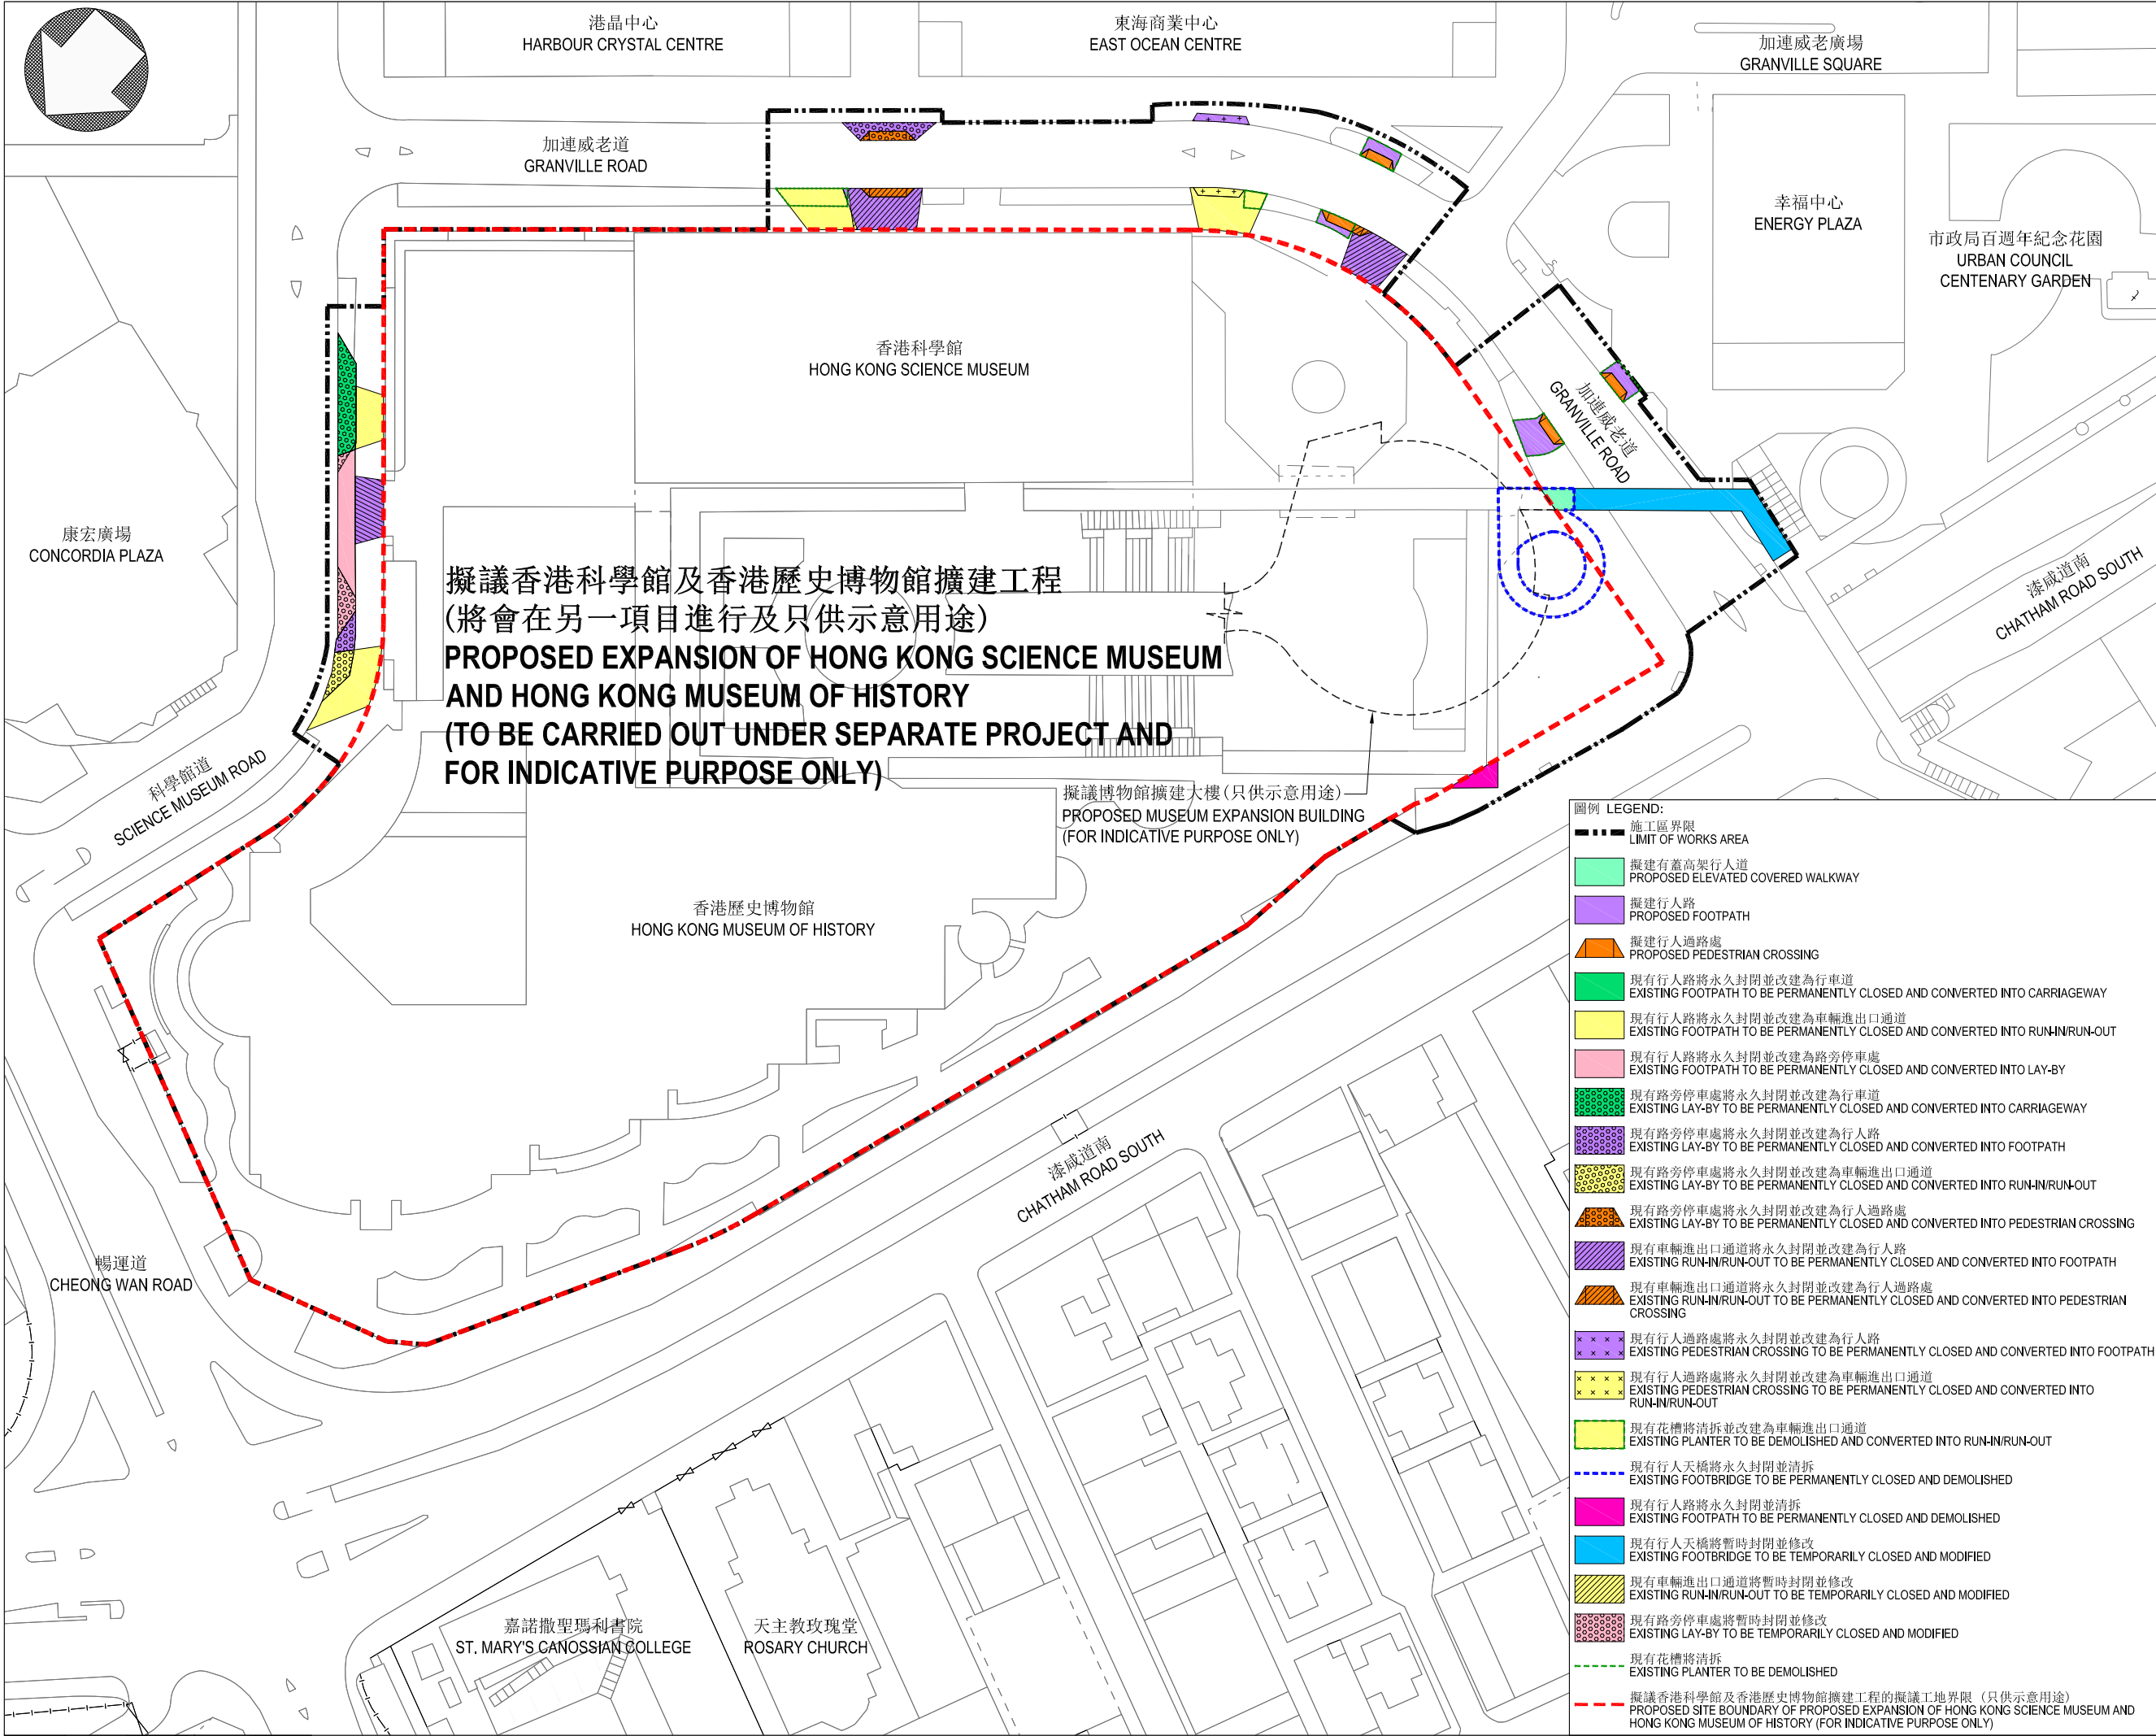 港晶中心
HARBOUR CRYSTAL CENTRE
東海商業中心
EAST OCEAN CENTRE
加連威老廣場
GRANVILLE SQUARE
加連威老道
GRANVILLE ROAD
幸福中心
ENERGY PLAZA
市政局百週年紀念花園
URBAN COUNCIL
CENTENARY GARDEN
香港科學館
HONG KONG SCIENCE MUSEUM
加連威老道
GRANVILLE ROAD
康宏廣場
CONCORDIA PLAZA
漆咸道南
CHATHAM ROAD SOUTH
擬議香港科學館及香港歷史博物館擴建工程
(將會在另一項目進行及只供示意用途)
PROPOSED EXPANSION OF HONG KONG SCIENCE MUSEUM
AND HONG KONG MUSEUM OF HISTORY
(TO BE CARRIED OUT UNDER SEPARATE PROJECT AND
FOR INDICATIVE PURPOSE ONLY)
科學館道
SCIENCE MUSEUM ROAD
擬議博物館擴建大樓(只供示意用途)
PROPOSED MUSEUM EXPANSION BUILDING
(FOR INDICATIVE PURPOSE ONLY)
香港歷史博物館
HONG KONG MUSEUM OF HISTORY
漆咸道南
CHATHAM ROAD SOUTH
暢運道
CHEONG WAN ROAD
嘉諾撒聖瑪利書院
ST. MARY'S CANOSSIAN COLLEGE
天主教玫瑰堂
ROSARY CHURCH
圖例 LEGEND:
施工區界限
LIMIT OF WORKS AREA
擬建有蓋高架行人道
PROPOSED ELEVATED COVERED WALKWAY
擬建行人路
PROPOSED FOOTPATH
擬建行人過路處
PROPOSED PEDESTRIAN CROSSING
現有行人路將永久封閉並改建為行車道
EXISTING FOOTPATH TO BE PERMANENTLY CLOSED AND CONVERTED INTO CARRIAGEWAY
現有行人路將永久封閉並改建為車輛進出口通道
EXISTING FOOTPATH TO BE PERMANENTLY CLOSED AND CONVERTED INTO RUN-IN/RUN-OUT
現有行人路將永久封閉並改建為路旁停車處
EXISTING FOOTPATH TO BE PERMANENTLY CLOSED AND CONVERTED INTO LAY-BY
現有路旁停車處將永久封閉並改建為行車道
EXISTING LAY-BY TO BE PERMANENTLY CLOSED AND CONVERTED INTO CARRIAGEWAY
現有路旁停車處將永久封閉並改建為行人路
EXISTING LAY-BY TO BE PERMANENTLY CLOSED AND CONVERTED INTO FOOTPATH
現有路旁停車處將永久封閉並改建為車輛進出口通道
EXISTING LAY-BY TO BE PERMANENTLY CLOSED AND CONVERTED INTO RUN-IN/RUN-OUT
現有路旁停車處將永久封閉並改建為行人過路處
EXISTING LAY-BY TO BE PERMANENTLY CLOSED AND CONVERTED INTO PEDESTRIAN CROSSING
現有車輛進出口通道將永久封閉並改建為行人路
EXISTING RUN-IN/RUN-OUT TO BE PERMANENTLY CLOSED AND CONVERTED INTO FOOTPATH
現有車輛進出口通道將永久封閉並改建為行人過路處
EXISTING RUN-IN/RUN-OUT TO BE PERMANENTLY CLOSED AND CONVERTED INTO PEDESTRIAN
CROSSING
現有行人過路處將永久封閉並改建為行人路
EXISTING PEDESTRIAN CROSSING TO BE PERMANENTLY CLOSED AND CONVERTED INTO FOOTPATH
現有行人過路處將永久封閉並改建為車輛進出口通道
EXISTING PEDESTRIAN CROSSING TO BE PERMANENTLY CLOSED AND CONVERTED INTO
RUN-IN/RUN-OUT
現有花槽將清拆並改建為車輛進出口通道
EXISTING PLANTER TO BE DEMOLISHED AND CONVERTED INTO RUN-IN/RUN-OUT
現有行人天橋將永久封閉並清拆
EXISTING FOOTBRIDGE TO BE PERMANENTLY CLOSED AND DEMOLISHED
現有行人路將永久封閉並清拆
EXISTING FOOTPATH TO BE PERMANENTLY CLOSED AND DEMOLISHED
現有行人天橋將暫時封閉並修改
EXISTING FOOTBRIDGE TO BE TEMPORARILY CLOSED AND MODIFIED
現有車輛進出口通道將暫時封閉並修改
EXISTING RUN-IN/RUN-OUT TO BE TEMPORARILY CLOSED AND MODIFIED
現有路旁停車處將暫時封閉並修改
EXISTING LAY-BY TO BE TEMPORARILY CLOSED AND MODIFIED
現有花槽將清拆
EXISTING PLANTER TO BE DEMOLISHED
擬議香港科學館及香港歷史博物館擴建工程的擬議工地界限 (只供示意用途)
PROPOSED SITE BOUNDARY OF PROPOSED EXPANSION OF HONG KONG SCIENCE MUSEUM AND
HONG KONG MUSEUM OF HISTORY (FOR INDICATIVE PURPOSE ONLY)